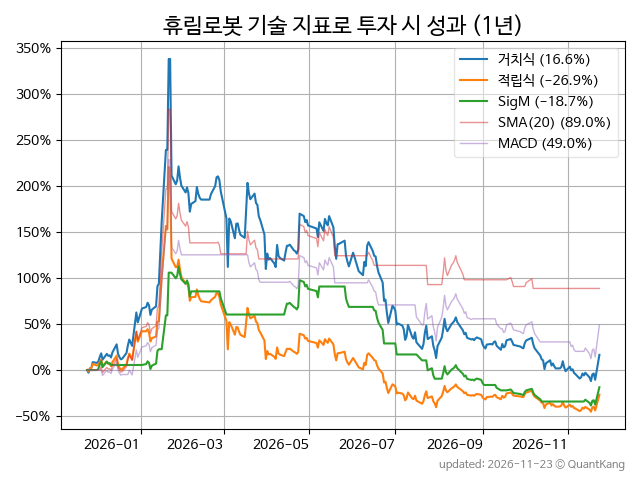 휴림로봇 기술 지표로 투자 시 성과 (1년)
350%
300%
250%
200%
150%
100%
50%
0%
−50%
거치식 (16.6%)
적립식 (−26.9%)
SigM (−18.7%)
SMA(20) (89.0%)
MACD (49.0%)
2026-01
2026-03
2026-05
2026-07
2026-09
2026-11
updated: 2026-11-23 © QuantKang